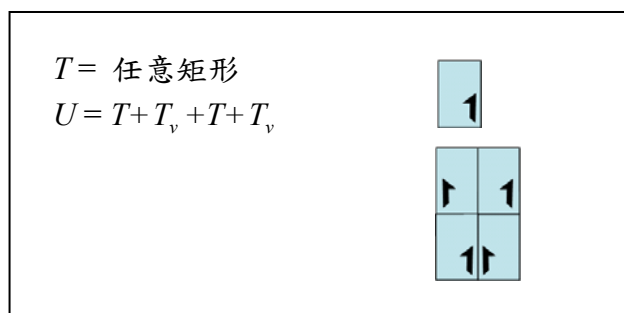 T = 任意矩形
U = T + T_v + T + T_v